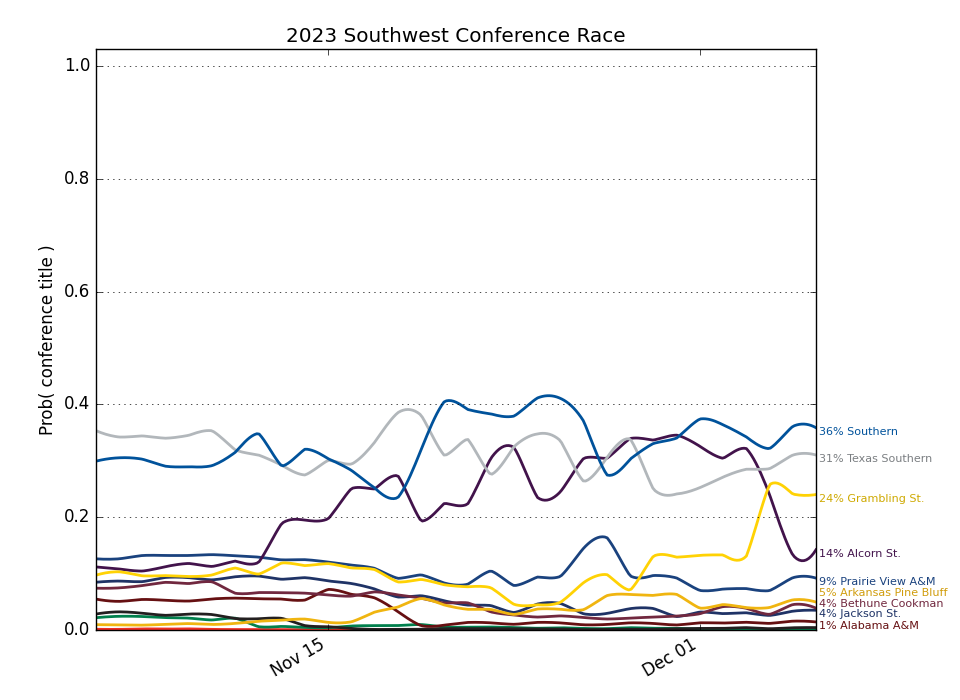 2023 Southwest Conference Race
Prob( conference title )
1.0
0.8
0.6
0.4
0.2
0.0
Nov 15
Dec 01
36% Southern
31% Texas Southern
24% Grambling St.
14% Alcorn St.
9% Prairie View A&M
5% Arkansas Pine Bluff
4% Bethune Cookman
4% Jackson St.
1% Alabama A&M